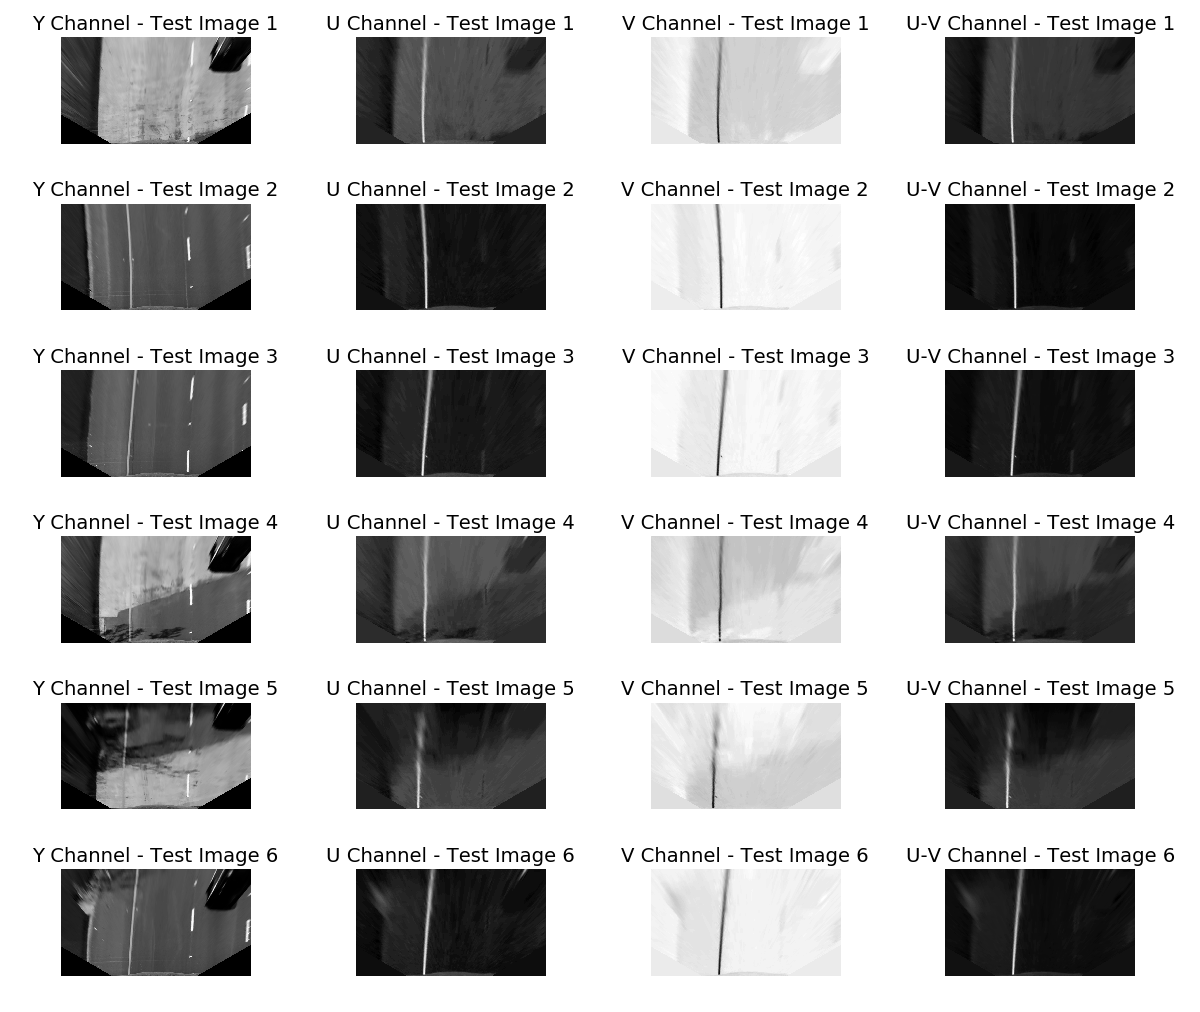 Y Channel - Test Image 1
U Channel - Test Image 1
V Channel - Test Image 1
U-V Channel - Test Image 1
Y Channel - Test Image 2
U Channel - Test Image 2
V Channel - Test Image 2
U-V Channel - Test Image 2
Y Channel - Test Image 3
U Channel - Test Image 3
V Channel - Test Image 3
U-V Channel - Test Image 3
Y Channel - Test Image 4
U Channel - Test Image 4
V Channel - Test Image 4
U-V Channel - Test Image 4
Y Channel - Test Image 5
U Channel - Test Image 5
V Channel - Test Image 5
U-V Channel - Test Image 5
Y Channel - Test Image 6
U Channel - Test Image 6
V Channel - Test Image 6
U-V Channel - Test Image 6